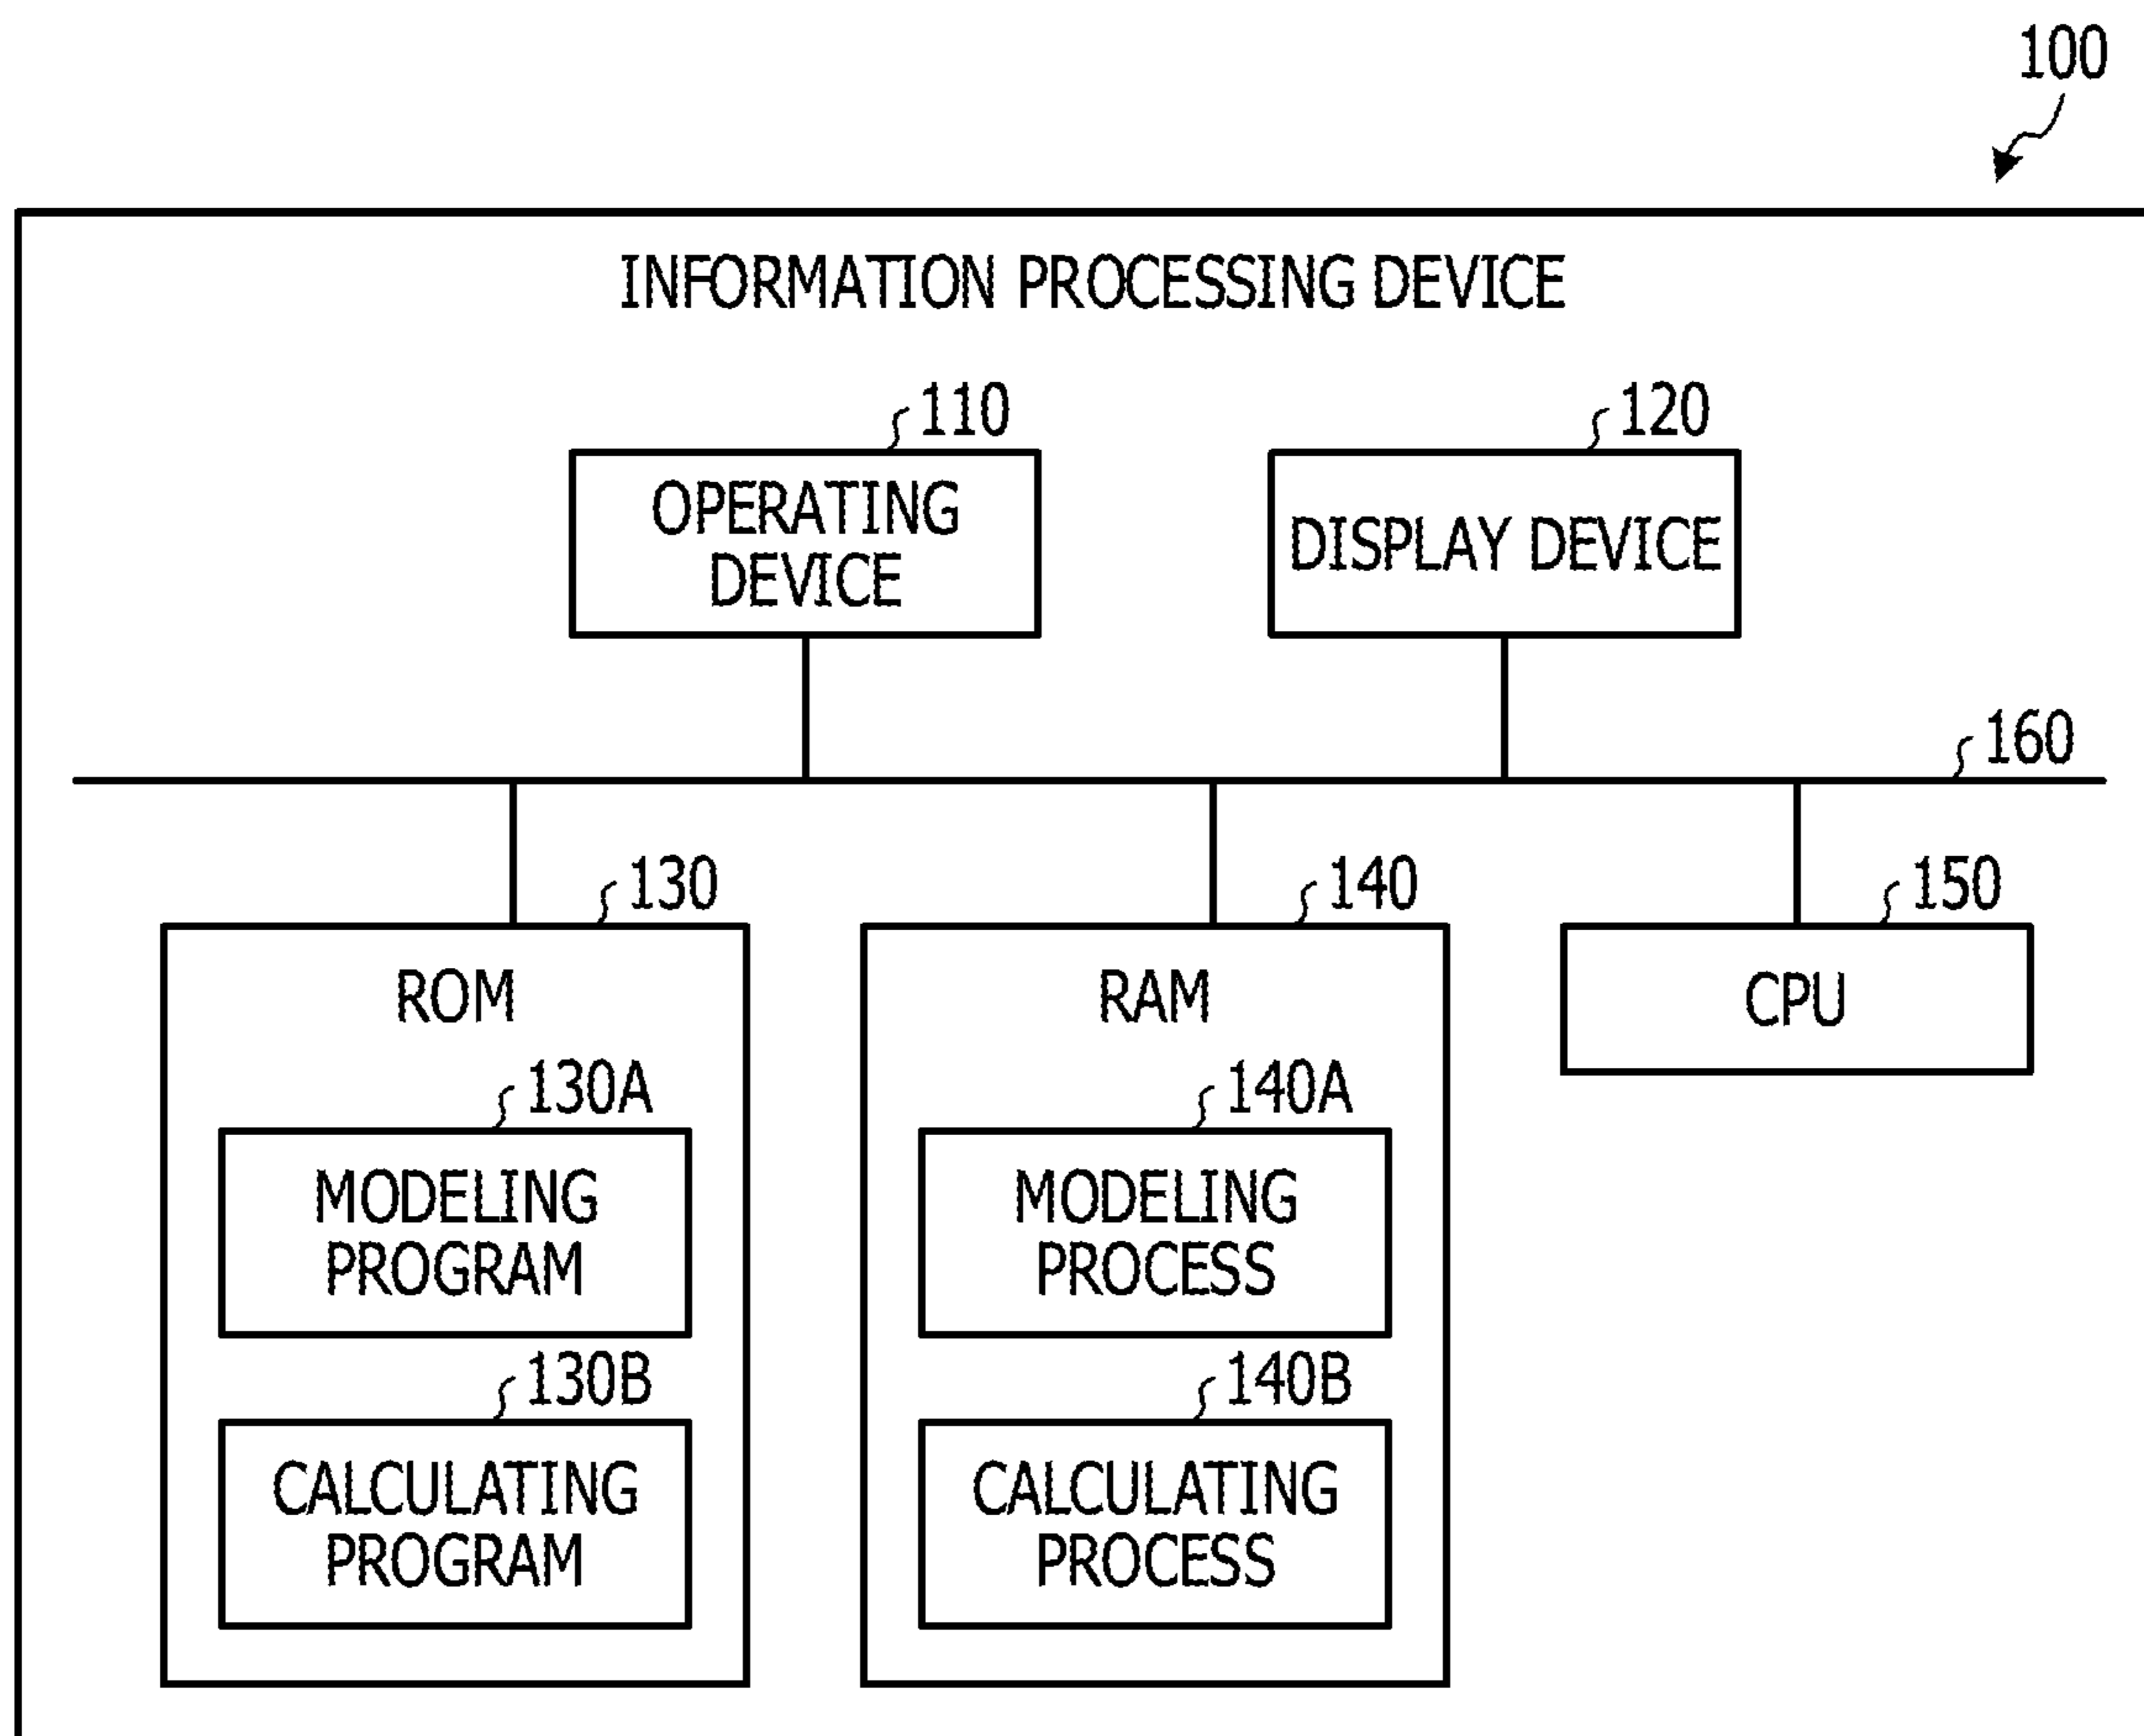 100
INFORMATION PROCESSING DEVICE
110
120
OPERATING
DEVICE
DISPLAY DEVICE
160
130
140
150
ROM
RAM
CPU
130A
140A
MODELING
PROGRAM
MODELING
PROCESS
130B
140B
CALCULATING
PROGRAM
CALCULATING
PROCESS